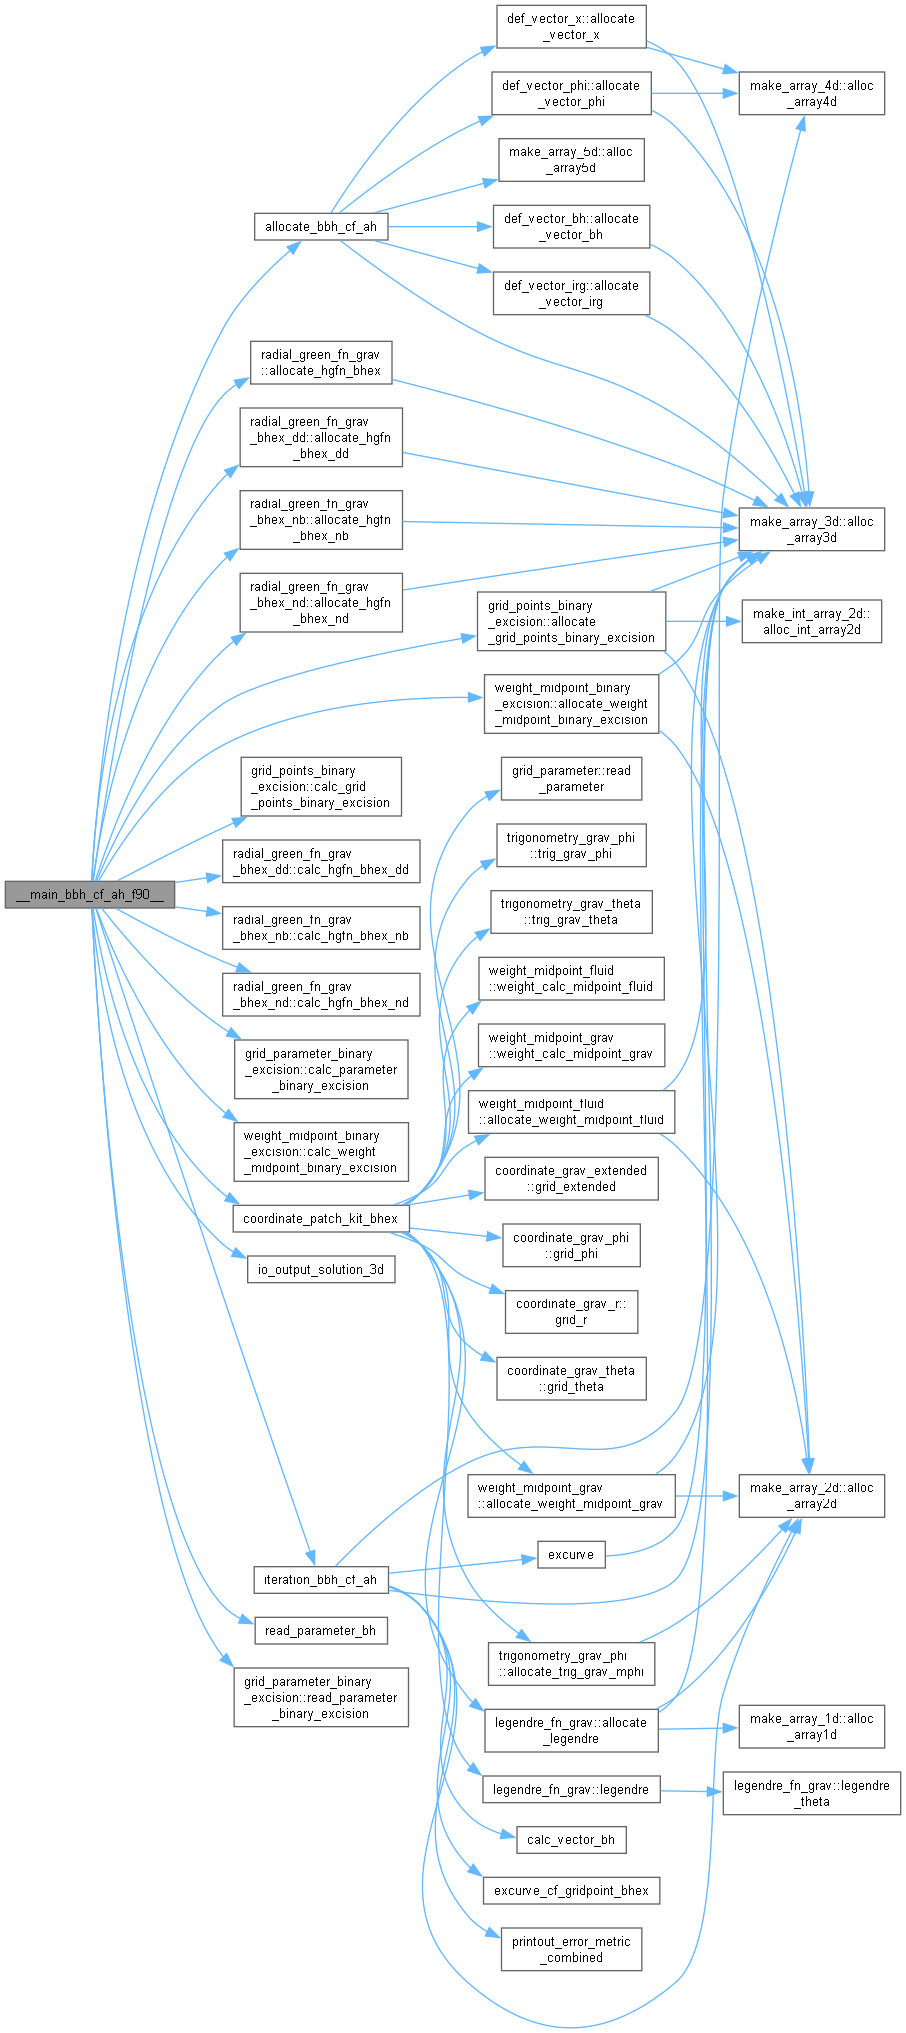 def_vector_x::allocate
_vector_x
def_vector_phi::allocate
_vector_phi
make_array_4d::alloc
_array4d
make_array_5d::alloc
_array5d
allocate_bbh_cf_ah
def_vector_bh::allocate
_vector_bh
def_vector_irg::allocate
_vector_irg
radial_green_fn_grav
::allocate_hgfn_bhex
radial_green_fn_grav
_bhex_dd::allocate_hgfn
_bhex_dd
radial_green_fn_grav
_bhex_nb::allocate_hgfn
_bhex_nb
make_array_3d::alloc
_array3d
radial_green_fn_grav
_bhex_nd::allocate_hgfn
_bhex_nd
grid_points_binary
_excision::allocate
_grid_points_binary_excision
make_int_array_2d::
alloc_int_array2d
weight_midpoint_binary
_excision::allocate_weight
_midpoint_binary_excision
grid_points_binary
_excision::calc_grid
_points_binary_excision
grid_parameter::read
_parameter
trigonometry_grav_phi
::trig_grav_phi
radial_green_fn_grav
_bhex_dd::calc_hgfn_bhex_dd
__main_bbh_cf_ah_f90__
trigonometry_grav_theta
::trig_grav_theta
radial_green_fn_grav
_bhex_nb::calc_hgfn_bhex_nb
weight_midpoint_fluid
::weight_calc_midpoint_fluid
radial_green_fn_grav
_bhex_nd::calc_hgfn_bhex_nd
weight_midpoint_grav
::weight_calc_midpoint_grav
grid_parameter_binary
_excision::calc_parameter
_binary_excision
weight_midpoint_fluid
::allocate_weight_midpoint_fluid
weight_midpoint_binary
_excision::calc_weight
_midpoint_binary_excision
coordinate_grav_extended
::grid_extended
coordinate_patch_kit_bhex
coordinate_grav_phi
::grid_phi
io_output_solution_3d
coordinate_grav_r::
grid_r
coordinate_grav_theta
::grid_theta
weight_midpoint_grav
::allocate_weight_midpoint_grav
make_array_2d::alloc
_array2d
excurve
iteration_bbh_cf_ah
read_parameter_bh
trigonometry_grav_phi
::allocate_trig_grav_mphi
grid_parameter_binary
_excision::read_parameter
_binary_excision
legendre_fn_grav::allocate
_legendre
make_array_1d::alloc
_array1d
legendre_fn_grav::legendre
legendre_fn_grav::legendre
_theta
calc_vector_bh
excurve_cf_gridpoint_bhex
printout_error_metric
_combined